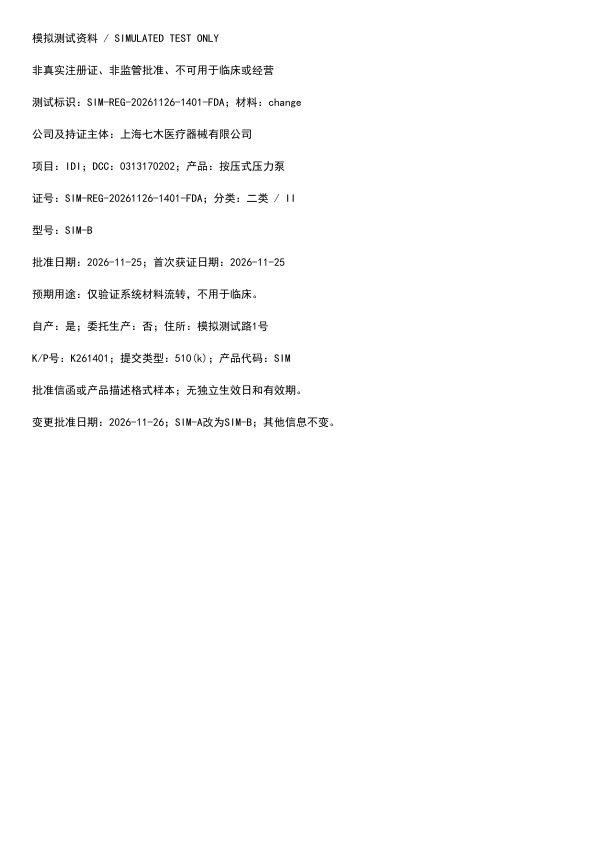 模拟测试资料 / SIMULATED TEST ONLY
非真实注册证、非监管批准、不可用于临床或经营
测试标识：SIM-REG-20261126-1401-FDA；材料：change
公司及持证主体：上海七木医疗器械有限公司
项目：IDI；DCC：0313170202；产品：按压式压力泵
证号：SIM-REG-20261126-1401-FDA；分类：二类 / II
型号：SIM-B
批准日期：2026-11-25；首次获证日期：2026-11-25
预期用途：仅验证系统材料流转，不用于临床。
自产：是；委托生产：否；住所：模拟测试路1号
K/P号：K261401；提交类型：510(k)；产品代码：SIM
批准信函或产品描述格式样本；无独立生效日和有效期。
变更批准日期：2026-11-26；SIM-A改为SIM-B；其他信息不变。